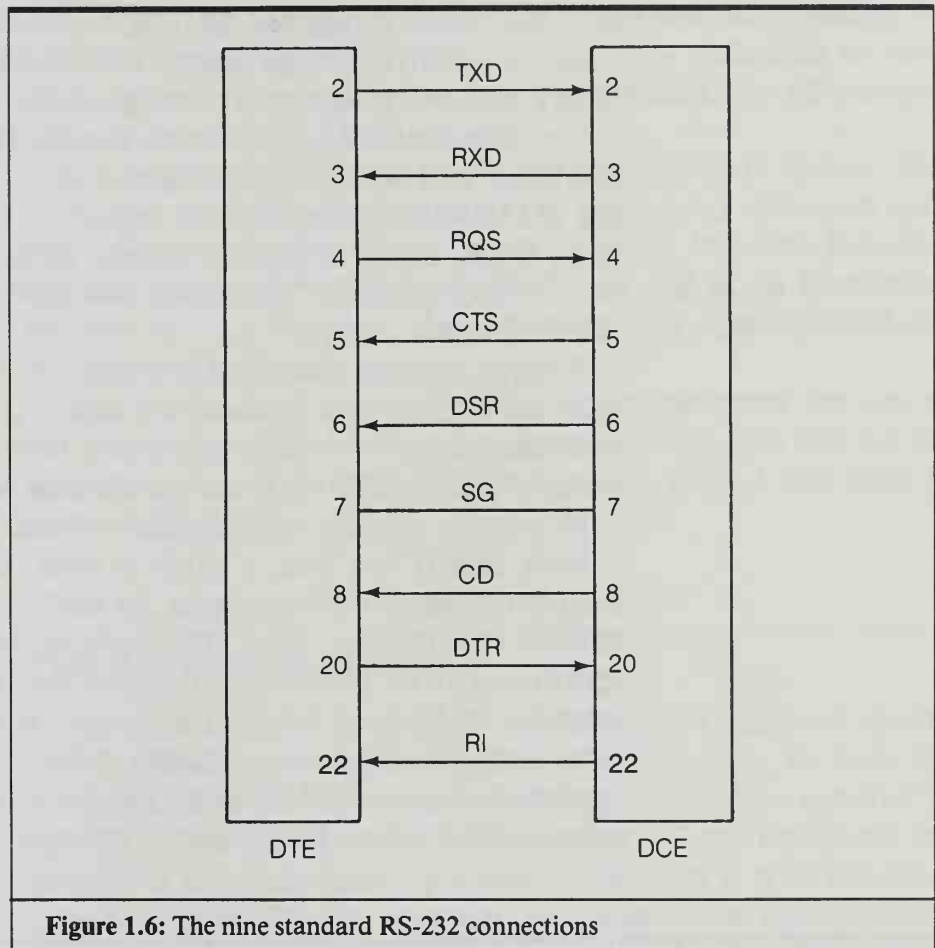 2 TXD 2
3 RXD 3
4 RQS 4
5 CTS 5
6 DSR 6
7 SG 7
8 CD 8
20 DTR 20
22 RI 22
DTE DCE
Figure 1.6: The nine standard RS-232 connections